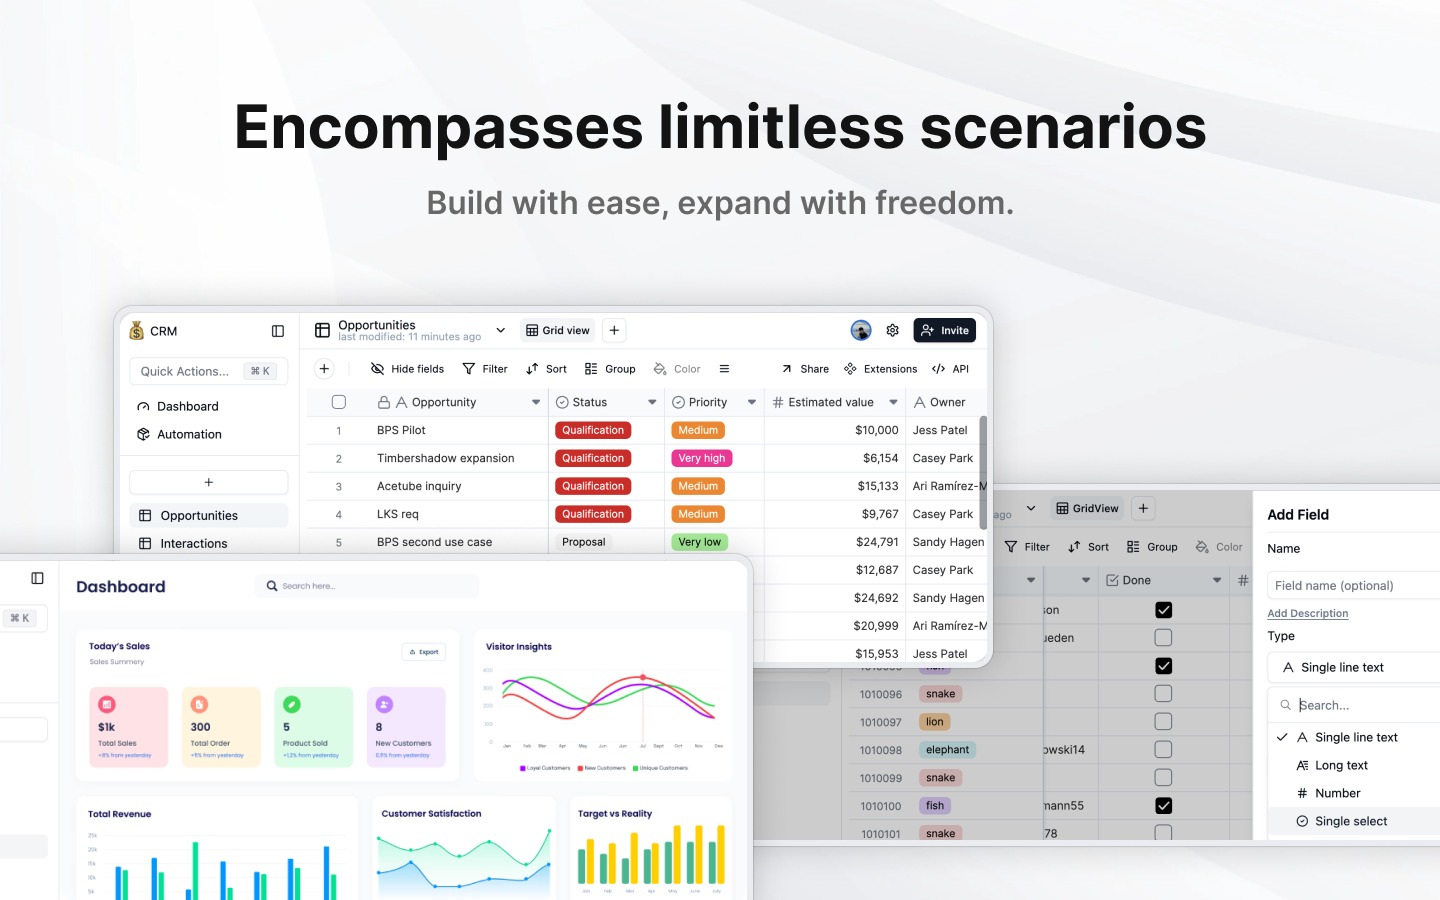 Encompasses limitless scenarios
Build with ease, expand with freedom.
CRM
Quick Actions... ⌘ K
Dashboard
Automation
+
Opportunities
Interactions
Opportunities
last modified: 11 minutes ago
Grid view
+
Invite
Hide fields Filter Sort Group Color
Share Extensions API
Opportunity Status Priority # Estimated value Owner
1 BPS Pilot Qualification Medium $10,000 Jess Patel
2 Timbershadow expansion Qualification Very high $6,154 Casey Park
3 Acetube inquiry Qualification Medium $15,133 Ari Ramírez-M
4 LKS req Qualification Medium $9,767 Casey Park
5 BPS second use case Proposal Very low $24,791 Sandy Hagen
$12,687 Casey Park
$24,692 Sandy Hagen
$20,999 Ari Ramírez-M
$15,953 Jess Patel
⌘ K
Dashboard
Search here...
Today's Sales
Sales Summery
Export
$1k
Total Sales
+8% from yesterday
300
Total Order
+5% from yesterday
5
Product Sold
+1,2% from yesterday
8
New Customers
0,5% from yesterday
Visitor Insights
400
300
200
100
0
Jan Feb Mar Apr May Jun Jun Jul Sept Oct Nov Des
Loyal Customers New Customers Unique Customers
Total Revenue
25k
20k
15k
10k
5k
Customer Satisfaction
Target vs Reality
Jan Feb Mar Apr May June July
ago
GridView
+
Filter Sort Group Color
Done #
son
ueden
1010096 snake
1010097 lion
1010098 elephant owski14
1010099 snake
1010100 fish mann55
1010101 snake 78
Add Field
Name
Field name (optional)
Add Description
Type
Single line text
Search...
Single line text
Long text
Number
Single select